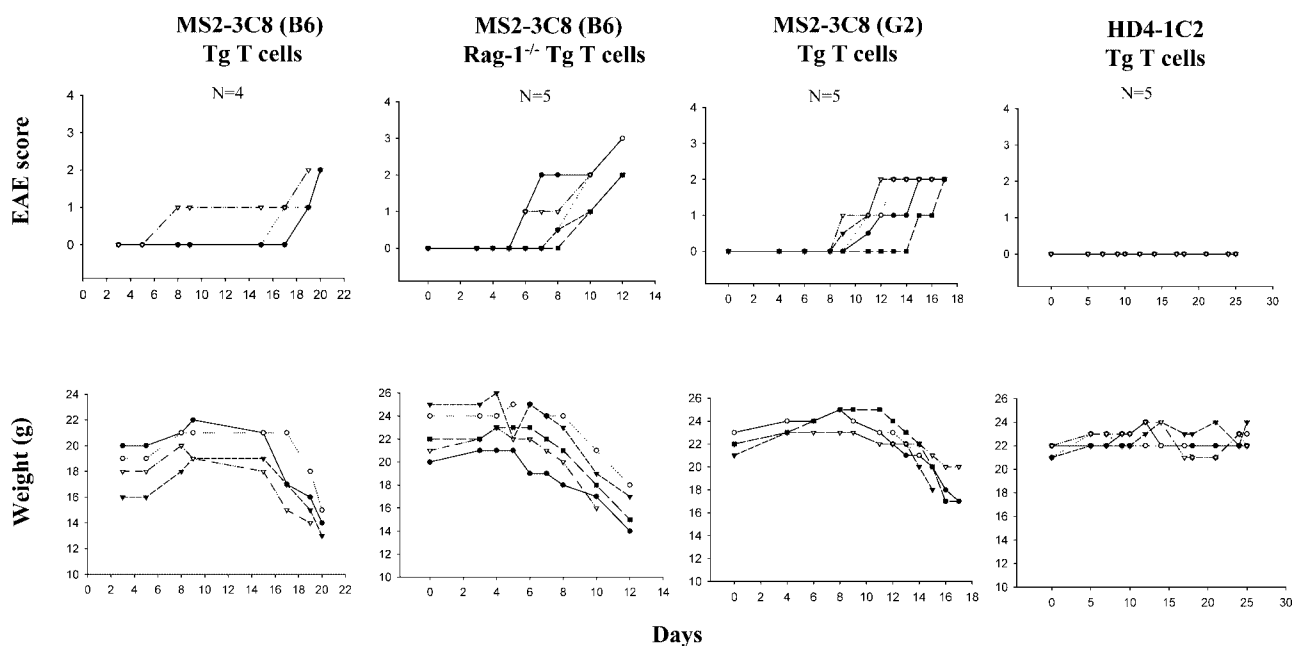 MS2-3C8 (B6)
Tg T cells
MS2-3C8 (B6)
Rag-1-/- Tg T cells
MS2-3C8 (G2)
Tg T cells
HD4-1C2
Tg T cells
N=4
N=5
N=5
N=5
EAE score
4
3
2
1
0
0 2 4 6 8 10 12 14 16 18 20 22
4
3
2
1
0
0 2 4 6 8 10 12 14
4
3
2
1
0
0 2 4 6 8 10 12 14 16 18
4
3
2
1
0
0 5 10 15 20 25 30
Weight (g)
24
22
20
18
16
14
12
10
0 2 4 6 8 10 12 14 16 18 20 22
26
24
22
20
18
16
14
12
10
0 2 4 6 8 10 12 14
26
24
22
20
18
16
14
12
10
0 2 4 6 8 10 12 14 16 18
26
24
22
20
18
16
14
12
10
0 5 10 15 20 25 30
Days